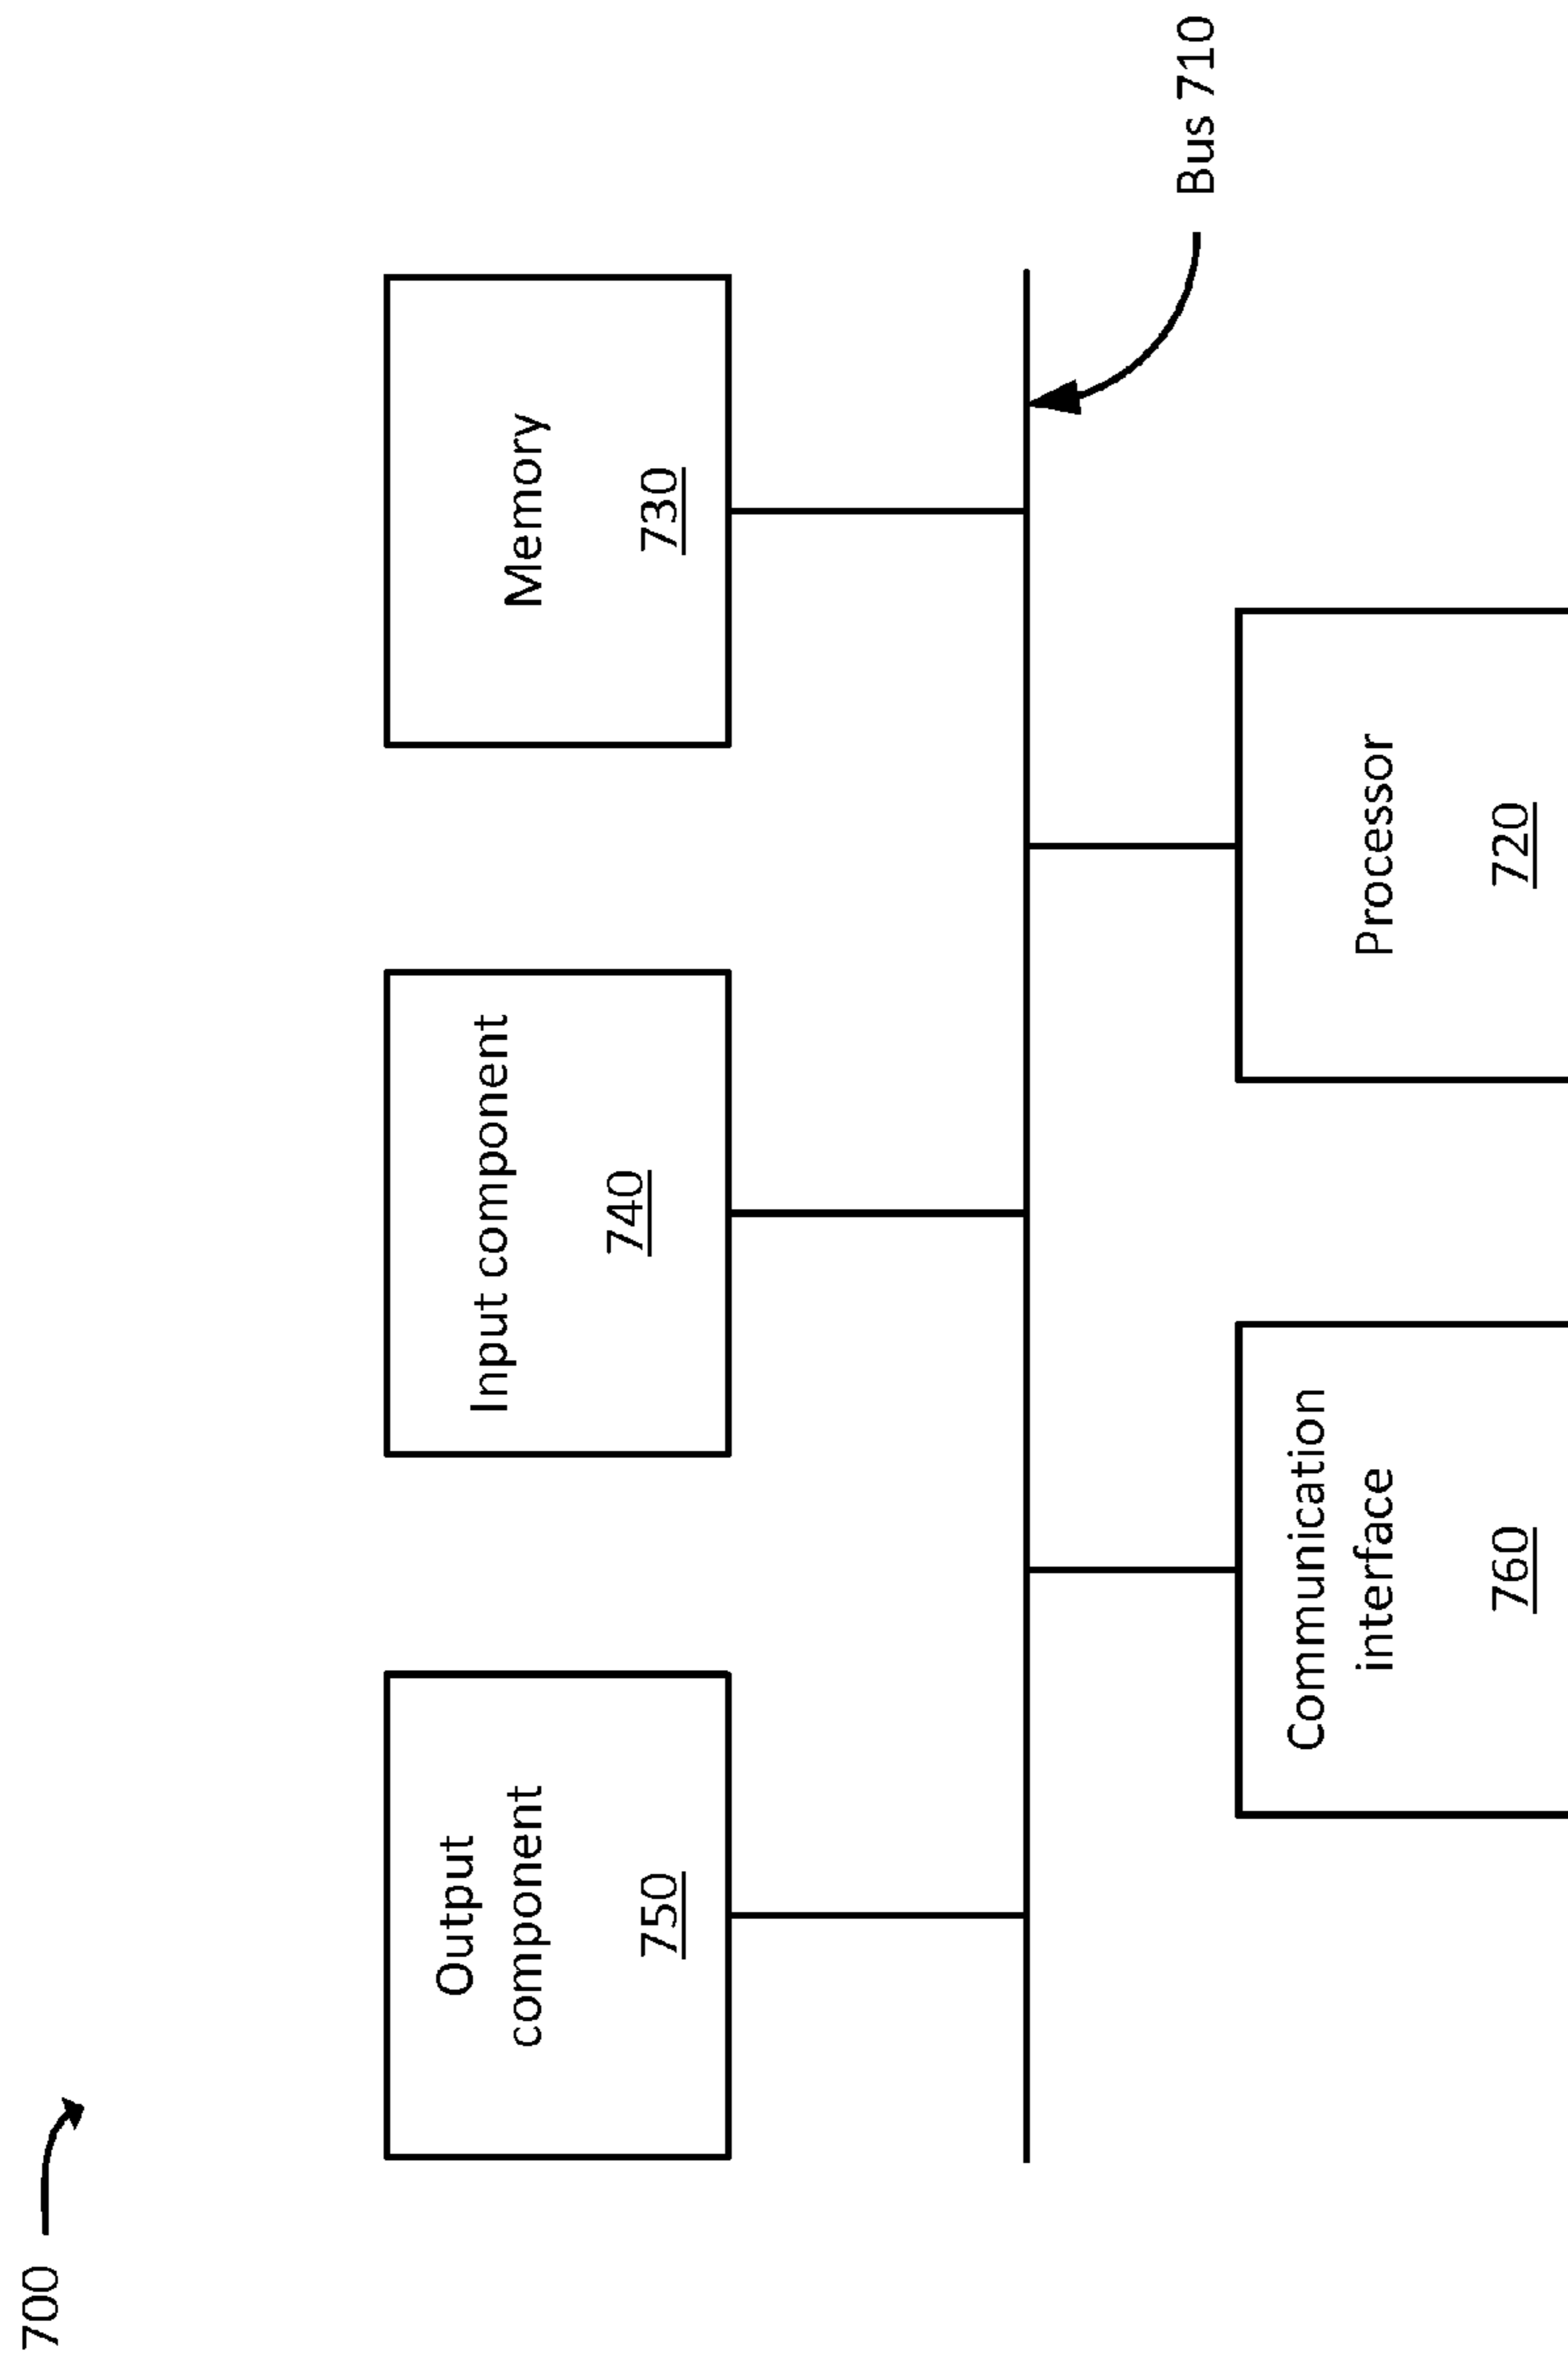 700
Output
component
750
Input component
740
Memory
730
Bus 710
Communication
interface
760
Processor
720